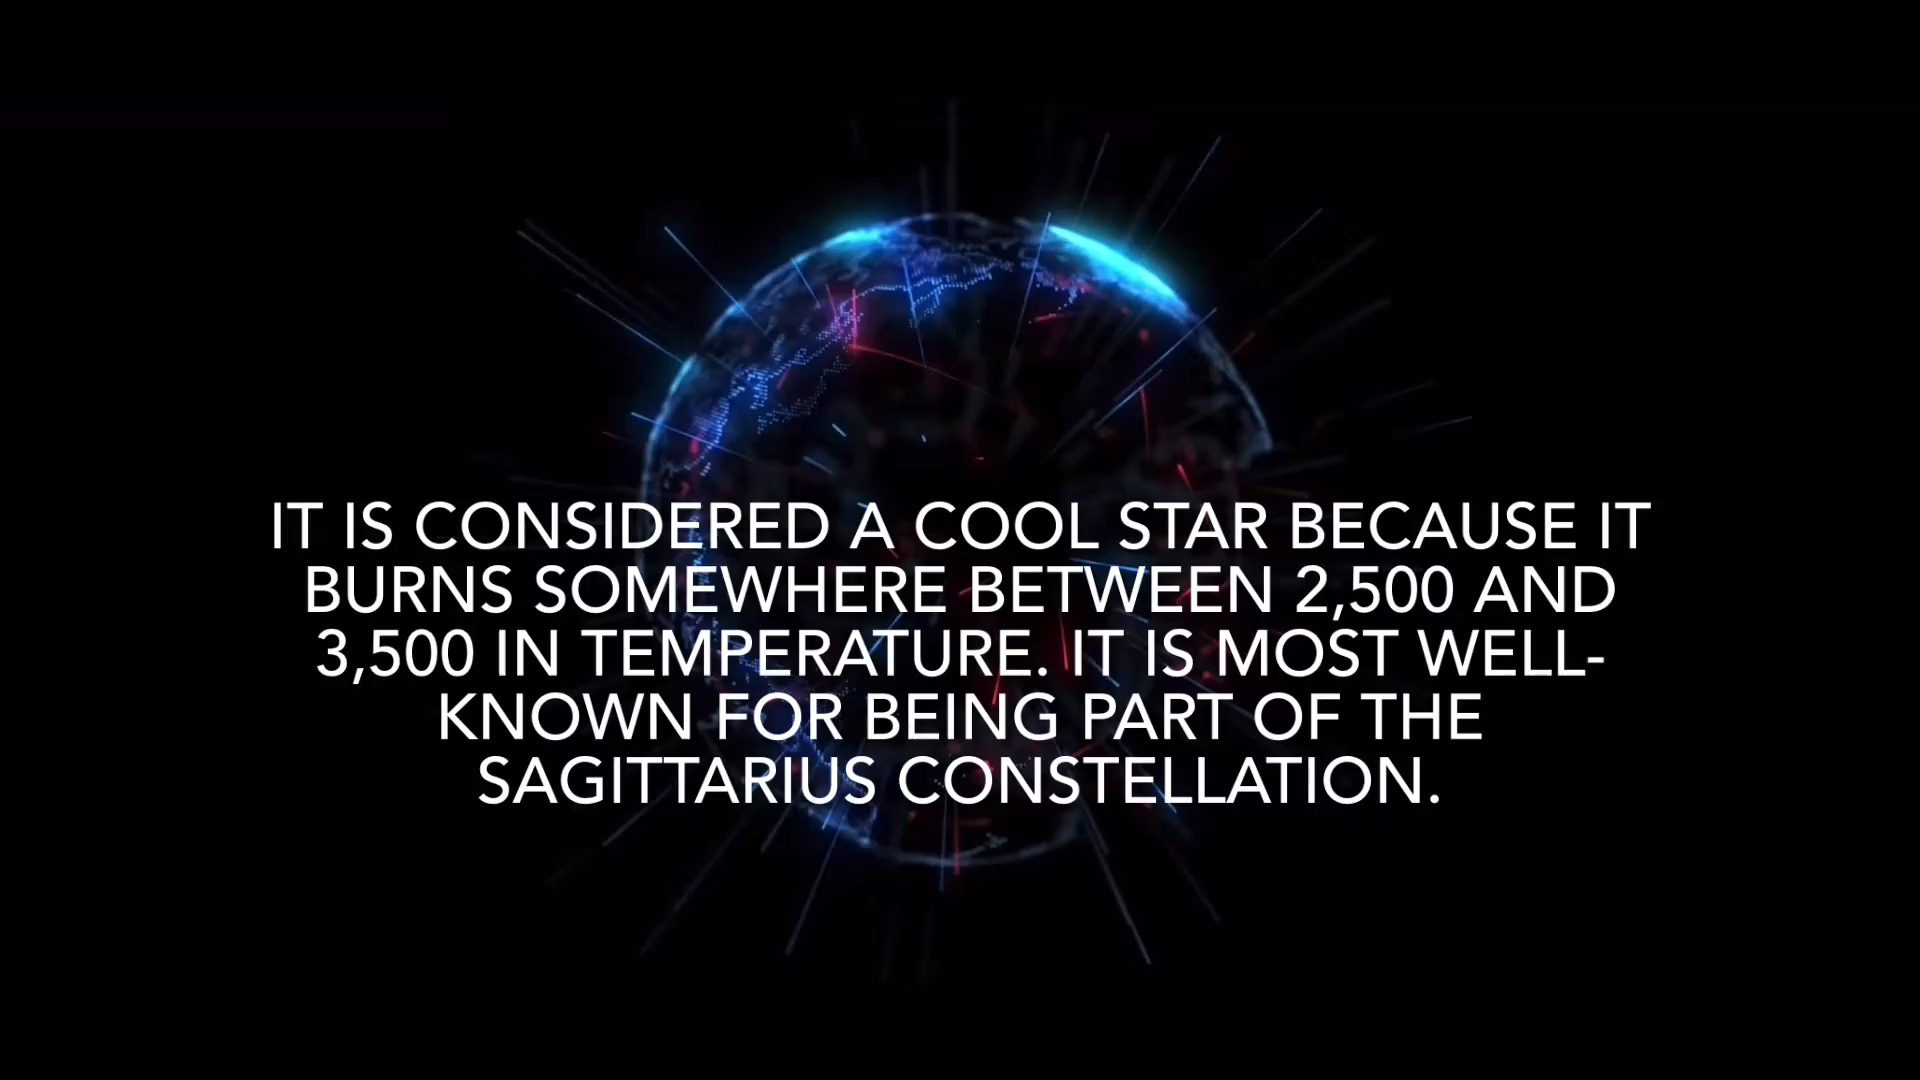 IT IS CONSIDERED A COOL STAR BECAUSE IT
BURNS SOMEWHERE BETWEEN 2,500 AND
3,500 IN TEMPERATURE. IT IS MOST WELL-
KNOWN FOR BEING PART OF THE
SAGITTARIUS CONSTELLATION.